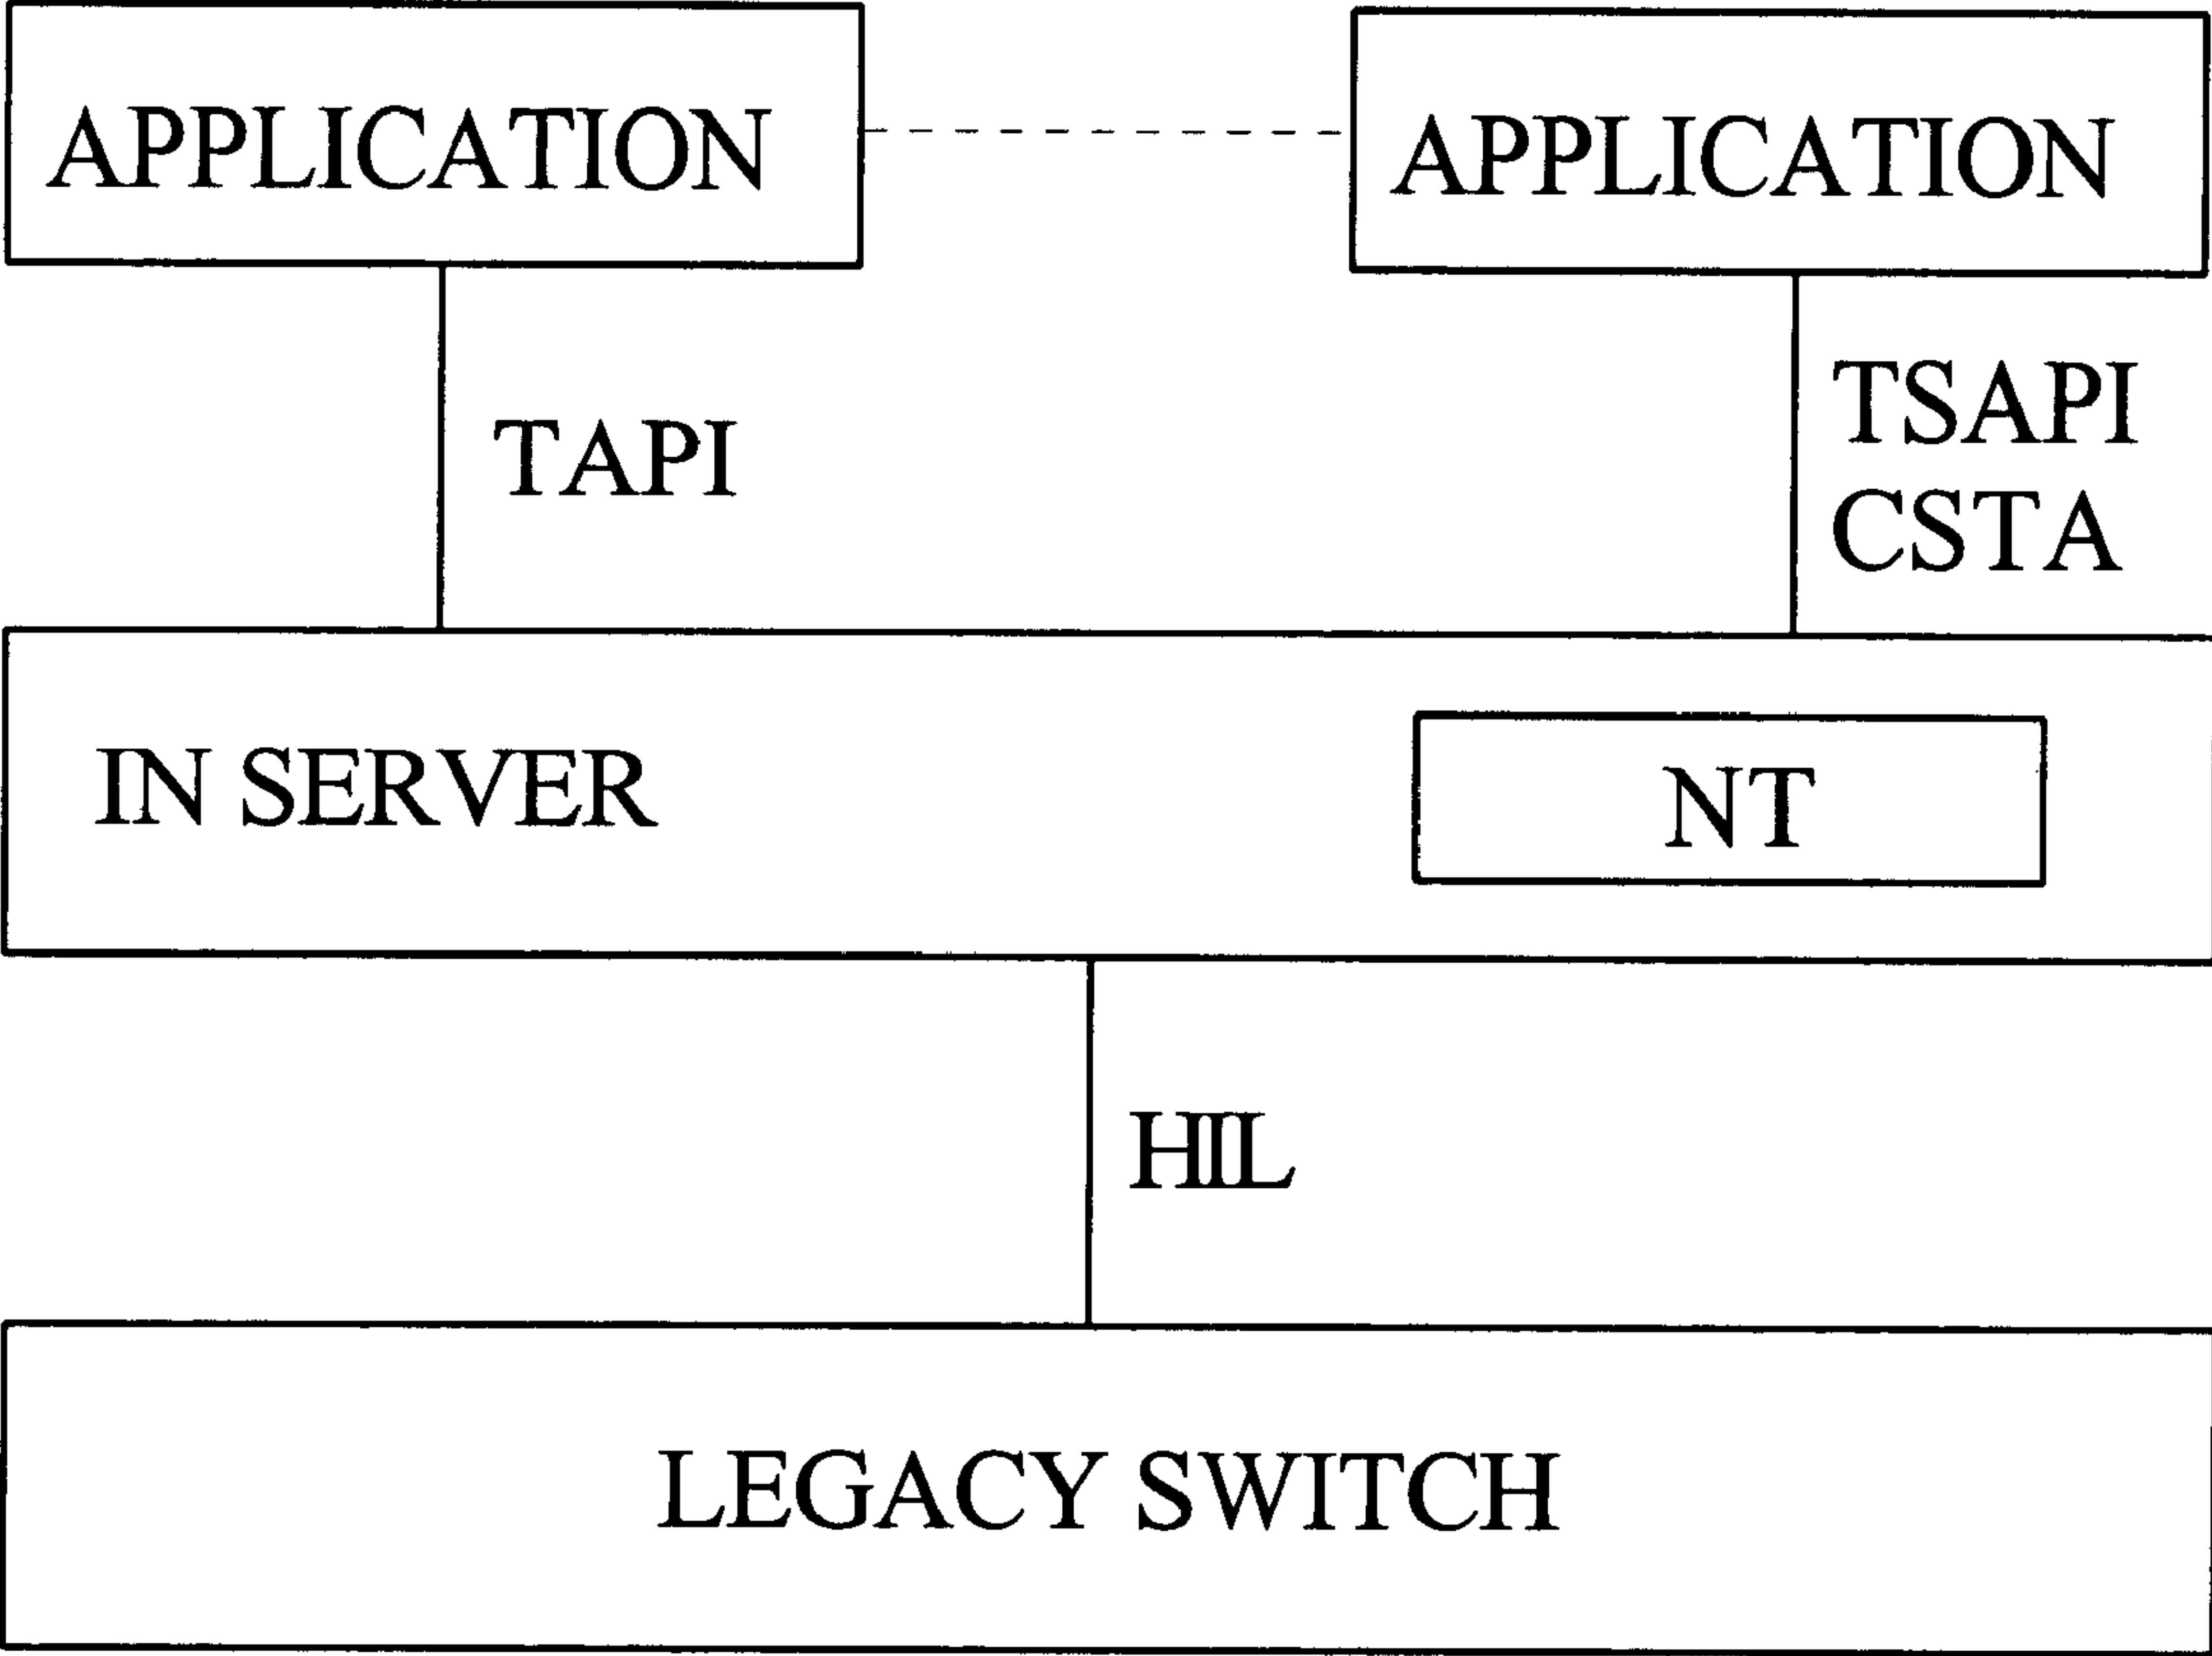 APPLICATION
APPLICATION
TAPI
TSAPI
CSTA
IN SERVER
NT
HIL
LEGACY SWITCH